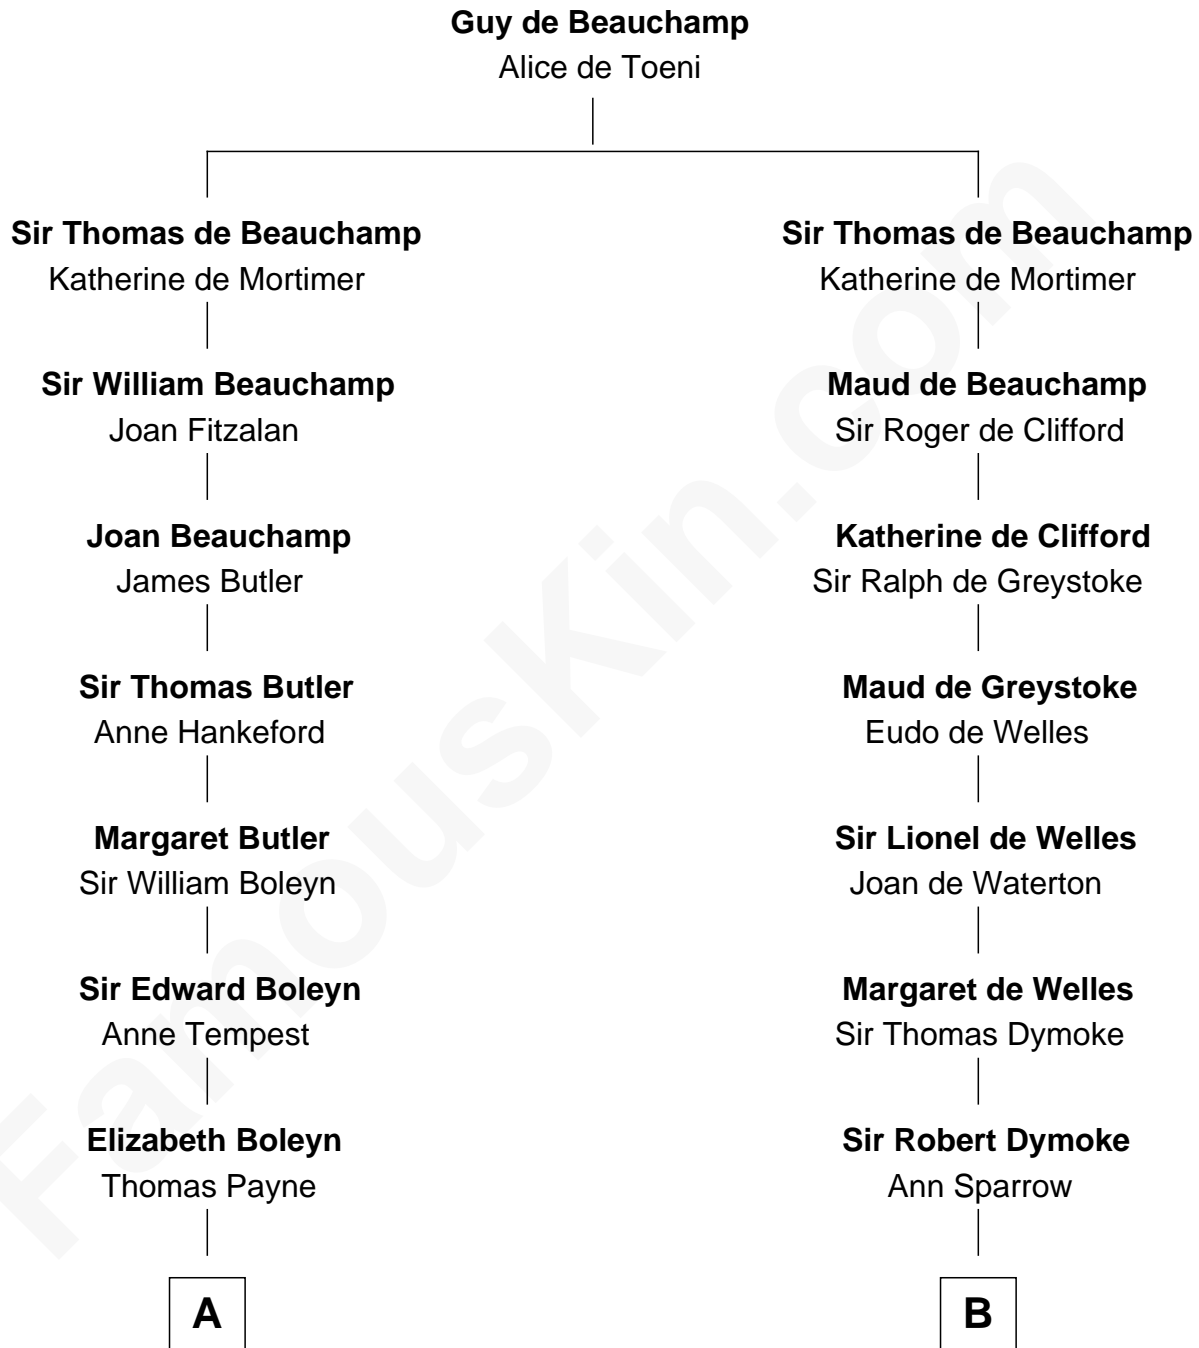 Guy de Beauchamp
Alice de Toeni
Sir Thomas de Beauchamp
Katherine de Mortimer
Sir William Beauchamp
Joan Fitzalan
Joan Beauchamp
James Butler
Sir Thomas Butler
Anne Hankeford
Margaret Butler
Sir William Boleyn
Sir Edward Boleyn
Anne Tempest
Elizabeth Boleyn
Thomas Payne
A
Sir Thomas de Beauchamp
Katherine de Mortimer
Maud de Beauchamp
Sir Roger de Clifford
Katherine de Clifford
Sir Ralph de Greystoke
Maud de Greystoke
Eudo de Welles
Sir Lionel de Welles
Joan de Waterton
Margaret de Welles
Sir Thomas Dymoke
Sir Robert Dymoke
Ann Sparrow
B
FamousKin.com